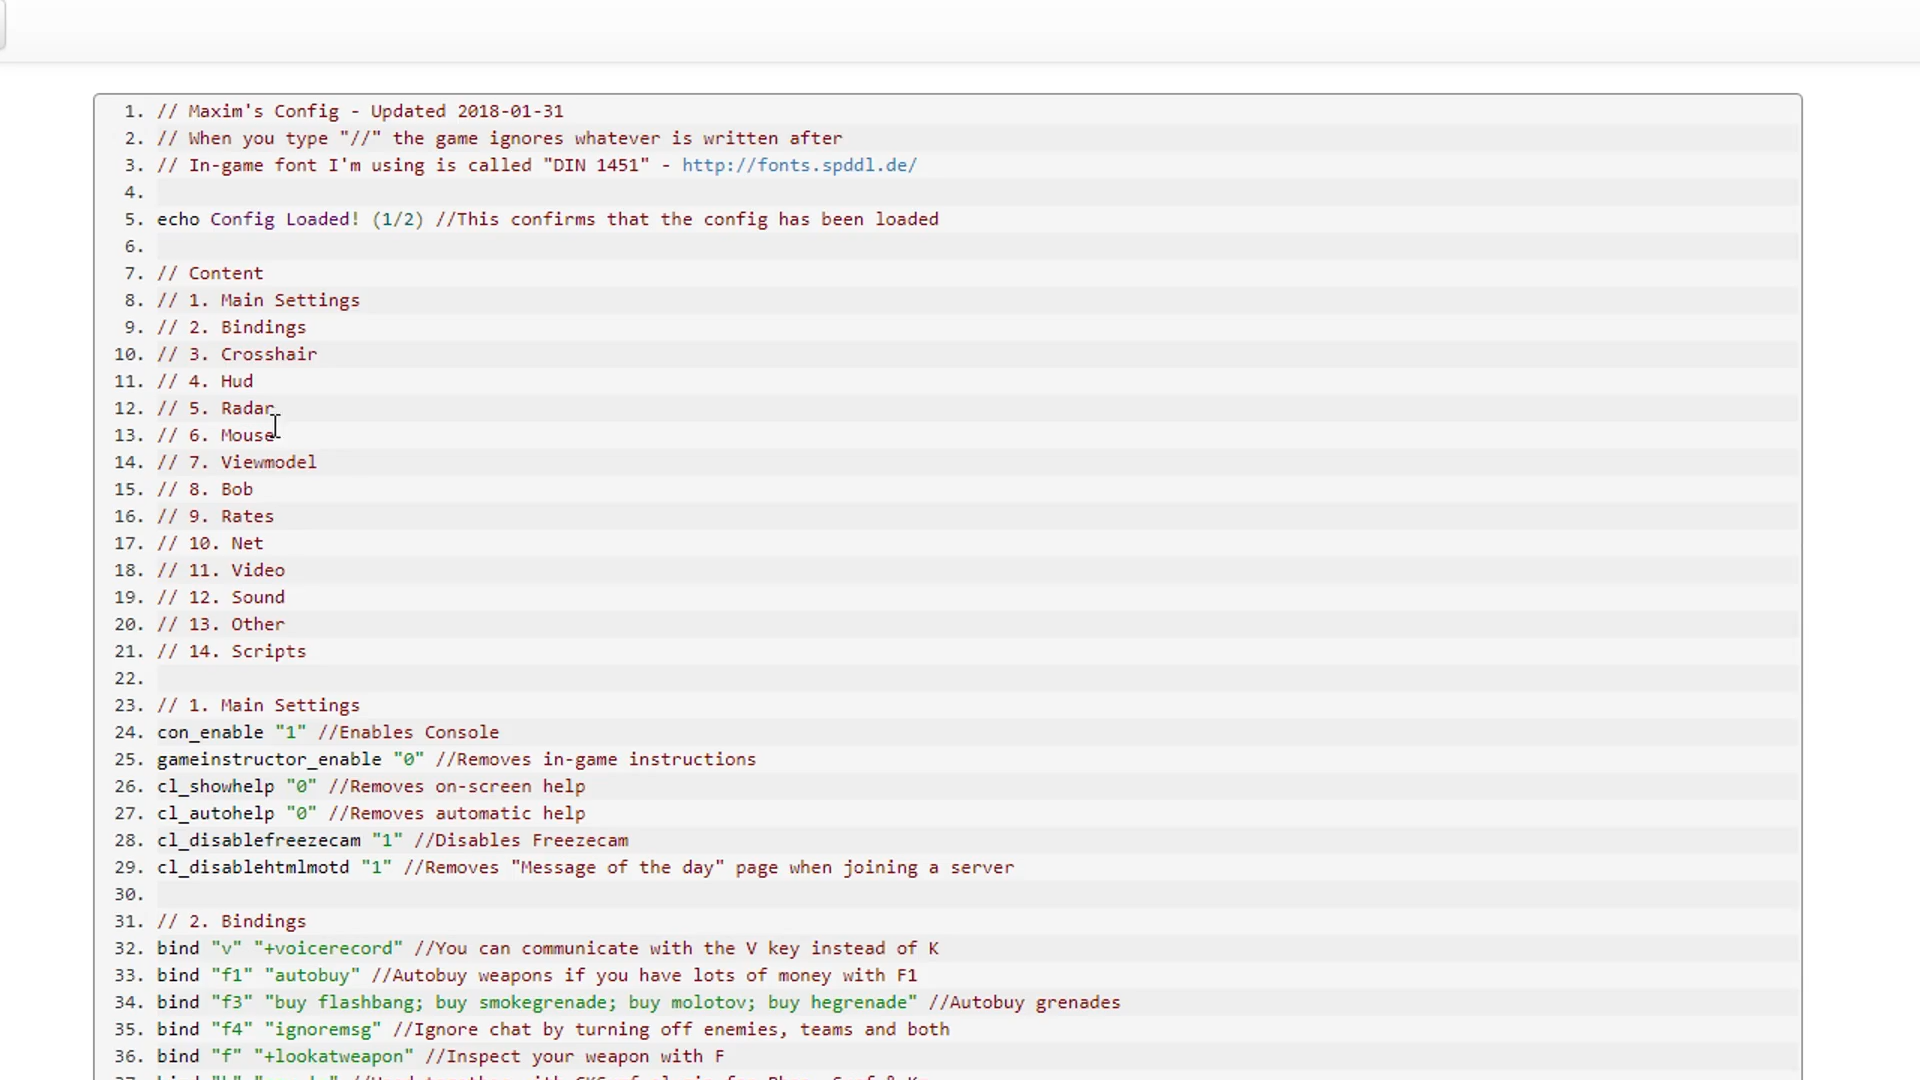 1. // Maxim's Config - Updated 2018-01-31
2. // When you type "//" the game ignores whatever is written after
3. // In-game font I'm using is called "DIN 1451" - http://fonts.spddl.de/
4.
5. echo Config Loaded! (1/2) //This confirms that the config has been loaded
6.
7. // Content
8. // 1. Main Settings
9. // 2. Bindings
10. // 3. Crosshair
11. // 4. Hud
12. // 5. Radar
13. // 6. Mouse
14. // 7. Viewmodel
15. // 8. Bob
16. // 9. Rates
17. // 10. Net
18. // 11. Video
19. // 12. Sound
20. // 13. Other
21. // 14. Scripts
22.
23. // 1. Main Settings
24. con_enable "1" //Enables Console
25. gameinstructor_enable "0" //Removes in-game instructions
26. cl_showhelp "0" //Removes on-screen help
27. cl_autohelp "0" //Removes automatic help
28. cl_disablefreezecam "1" //Disables Freezecam
29. cl_disablehtmlmotd "1" //Removes "Message of the day" page when joining a server
30.
31. // 2. Bindings
32. bind "v" "+voicerecord" //You can communicate with the V key instead of K
33. bind "f1" "autobuy" //Autobuy weapons if you have lots of money with F1
34. bind "f3" "buy flashbang; buy smokegrenade; buy molotov; buy hegrenade" //Autobuy grenades
35. bind "f4" "ignoremsg" //Ignore chat by turning off enemies, teams and both
36. bind "f" "+lookatweapon" //Inspect your weapon with F